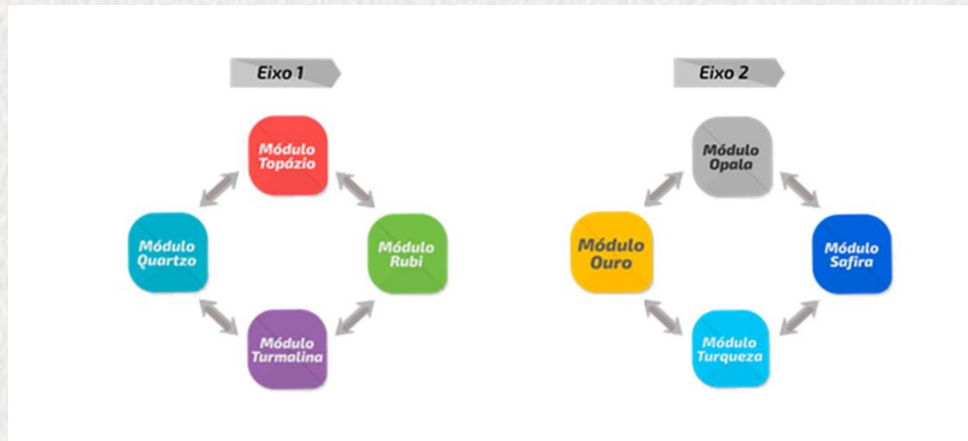 Eixo 1
Módulo
Topázio
Módulo
Quartzo
Módulo
Rubi
Módulo
Turmalina
Eixo 2
Módulo
Opala
Módulo
Ouro
Módulo
Safira
Módulo
Turqueza